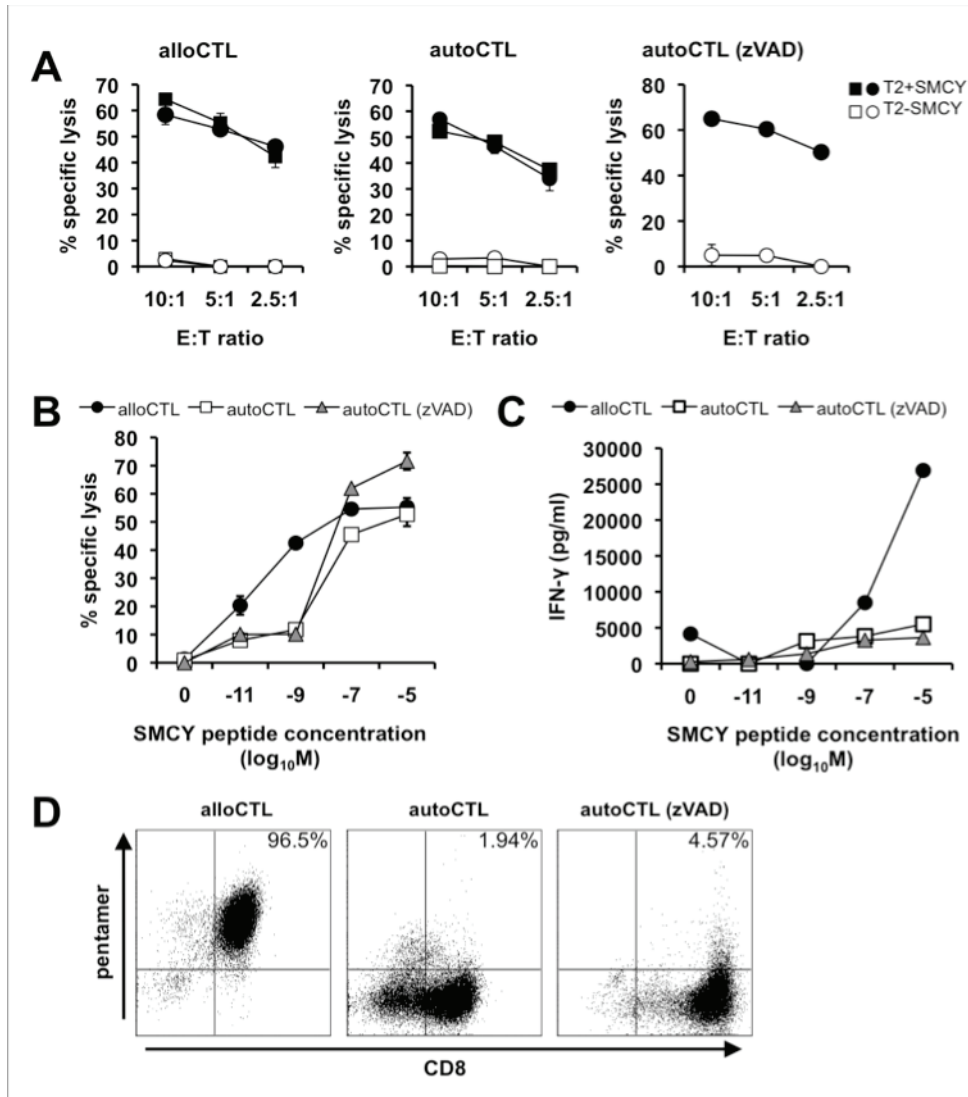 A
alloCTL
autoCTL
autoCTL (zVAD)
% specific lysis
70
60
50
40
30
20
10
0
10:1 5:1 2.5:1
E:T ratio
% specific lysis
70
60
50
40
30
20
10
0
10:1 5:1 2.5:1
E:T ratio
% specific lysis
80
60
40
20
0
10:1 5:1 2.5:1
E:T ratio
T2+SMCY
T2-SMCY
B
alloCTL autoCTL autoCTL (zVAD)
% specific lysis
80
70
60
50
40
30
20
10
0
0 -11 -9 -7 -5
SMCY peptide concentration
(log₁₀M)
C
alloCTL autoCTL autoCTL (zVAD)
IFN-γ (pg/ml)
30000
25000
20000
15000
10000
5000
0
0 -11 -9 -7 -5
SMCY peptide concentration
(log₁₀M)
D
alloCTL
autoCTL
autoCTL (zVAD)
96.5%
1.94%
4.57%
pentamer
CD8